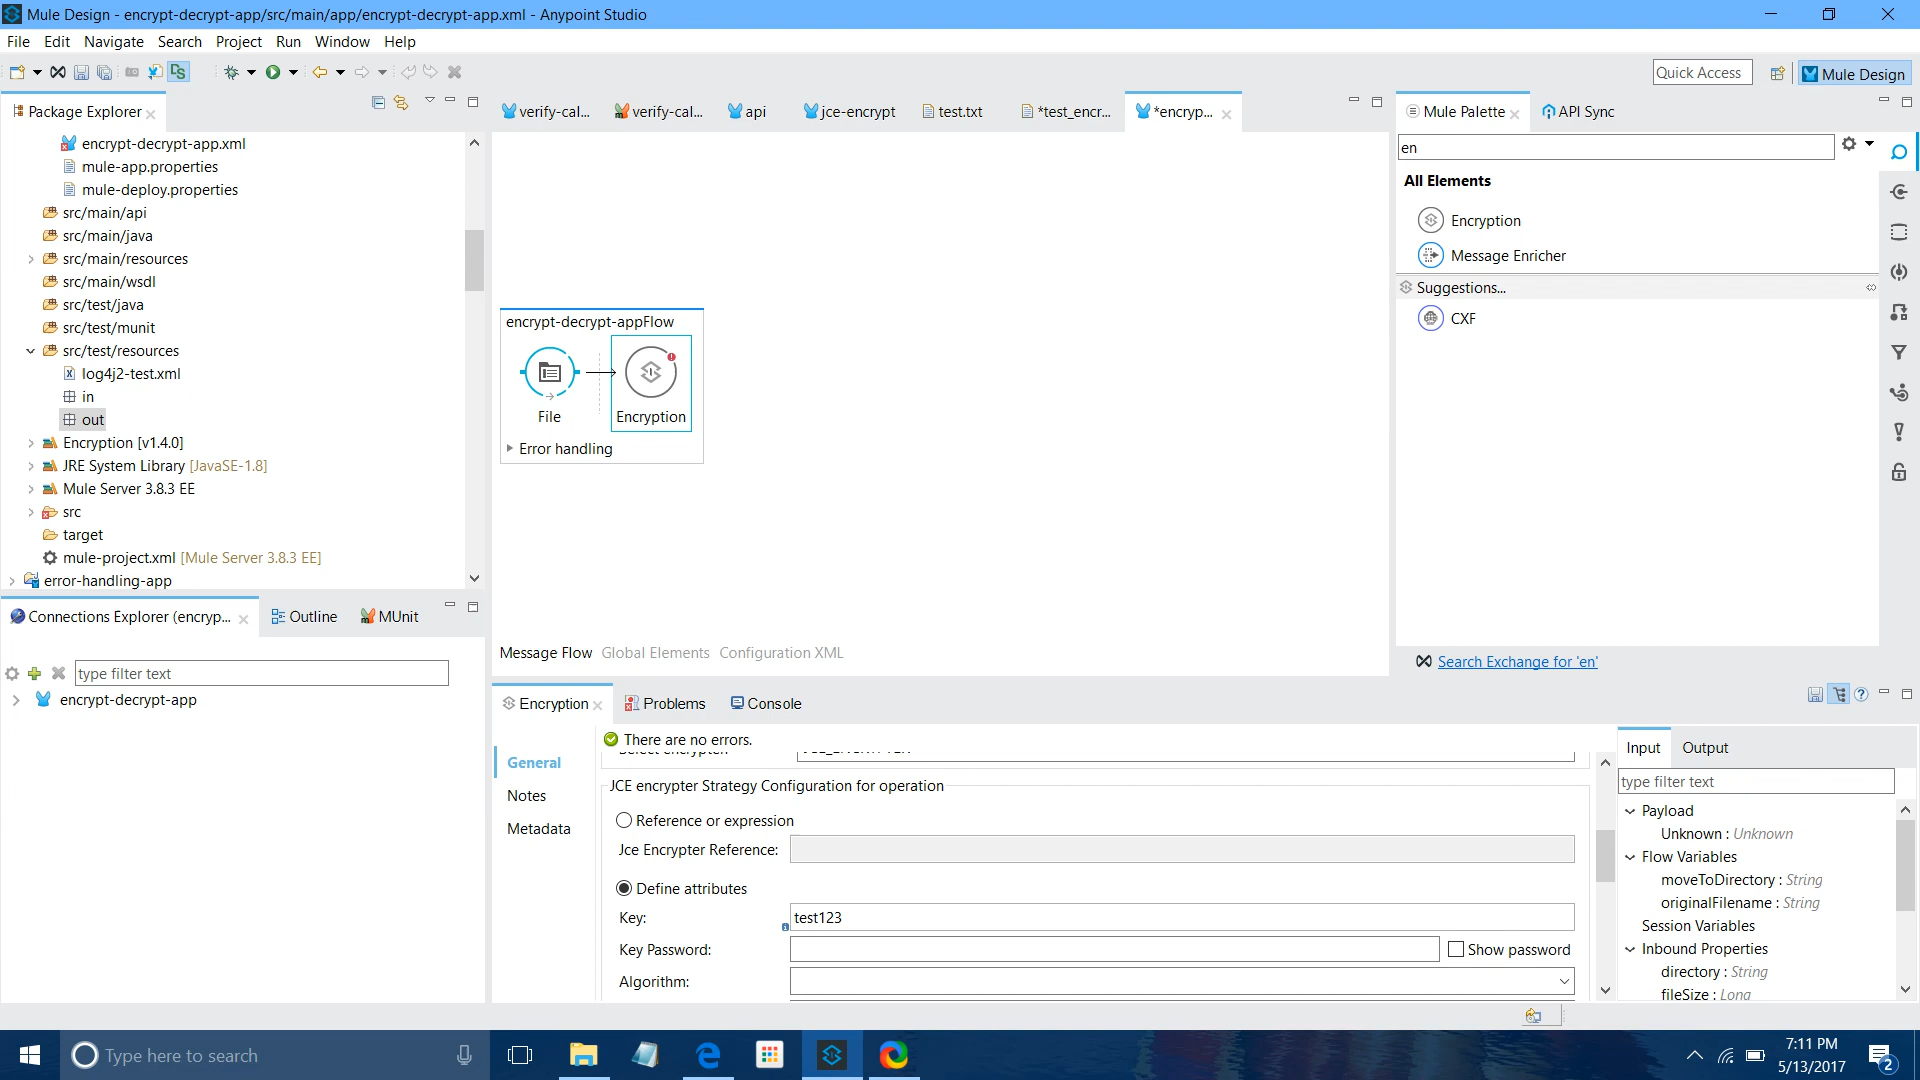 Mule Design - encrypt-decrypt-app/src/main/app/encrypt-decrypt-app.xml - Anypoint Studio
File Edit Navigate Search Project Run Window Help
Quick Access
Mule Design
Package Explorer
encrypt-decrypt-app.xml
mule-app.properties
mule-deploy.properties
src/main/api
src/main/java
src/main/resources
src/main/wsdl
src/test/java
src/test/munit
src/test/resources
log4j2-test.xml
in
out
Encryption [v1.4.0]
JRE System Library [JavaSE-1.8]
Mule Server 3.8.3 EE
src
target
mule-project.xml [Mule Server 3.8.3 EE]
error-handling-app
Connections Explorer (encryp...
Outline
MUnit
type filter text
encrypt-decrypt-app
verify-cal...
verify-cal...
api
jce-encrypt
test.txt
*test_encr...
*encryp...
encrypt-decrypt-appFlow
File
Encryption
Error handling
Message Flow Global Elements Configuration XML
Mule Palette
API Sync
en
All Elements
Encryption
Message Enricher
Suggestions...
CXF
Search Exchange for 'en'
Encryption
Problems
Console
There are no errors.
General
Notes
Metadata
JCE encrypter Strategy Configuration for operation
Reference or expression
Jce Encrypter Reference:
Define attributes
Key: test123
Key Password: Show password
Algorithm:
Input Output
type filter text
Payload
Unknown : Unknown
Flow Variables
moveToDirectory : String
originalFilename : String
Session Variables
Inbound Properties
directory : String
fileSize : Long
Type here to search
7:11 PM
5/13/2017
2